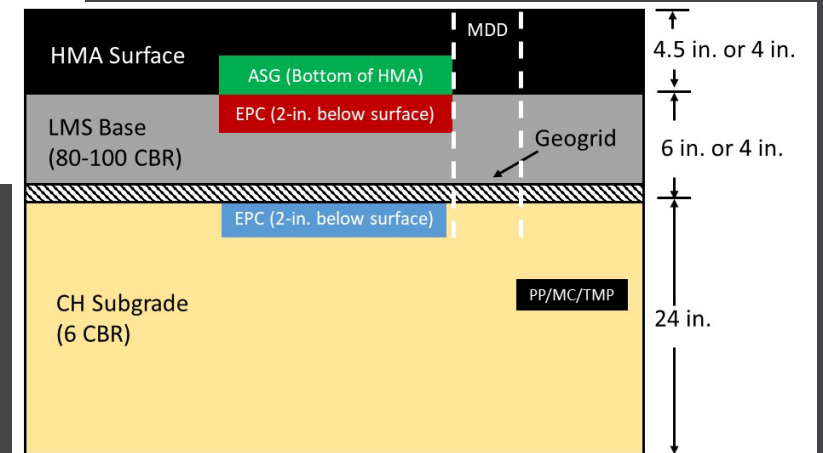 MDD
HMA Surface
4.5 in. or 4 in.
ASG (Bottom of HMA)
EPC (2-in. below surface)
LMS Base
(80-100 CBR)
Geogrid
6 in. or 4 in.
EPC (2-in. below surface)
PP/MC/TMP
CH Subgrade
(6 CBR)
24 in.